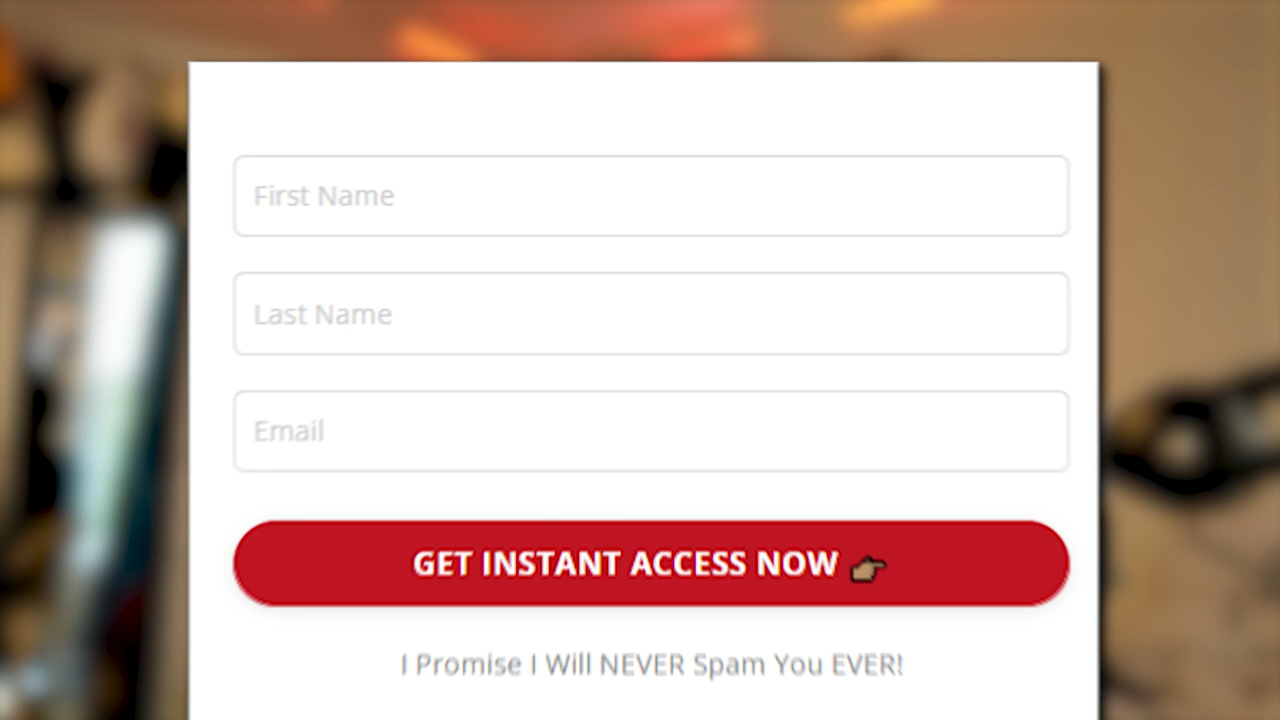 First Name
Last Name
Email
GET INSTANT ACCESS NOW 👉🏽
I Promise I Will NEVER Spam You EVER!